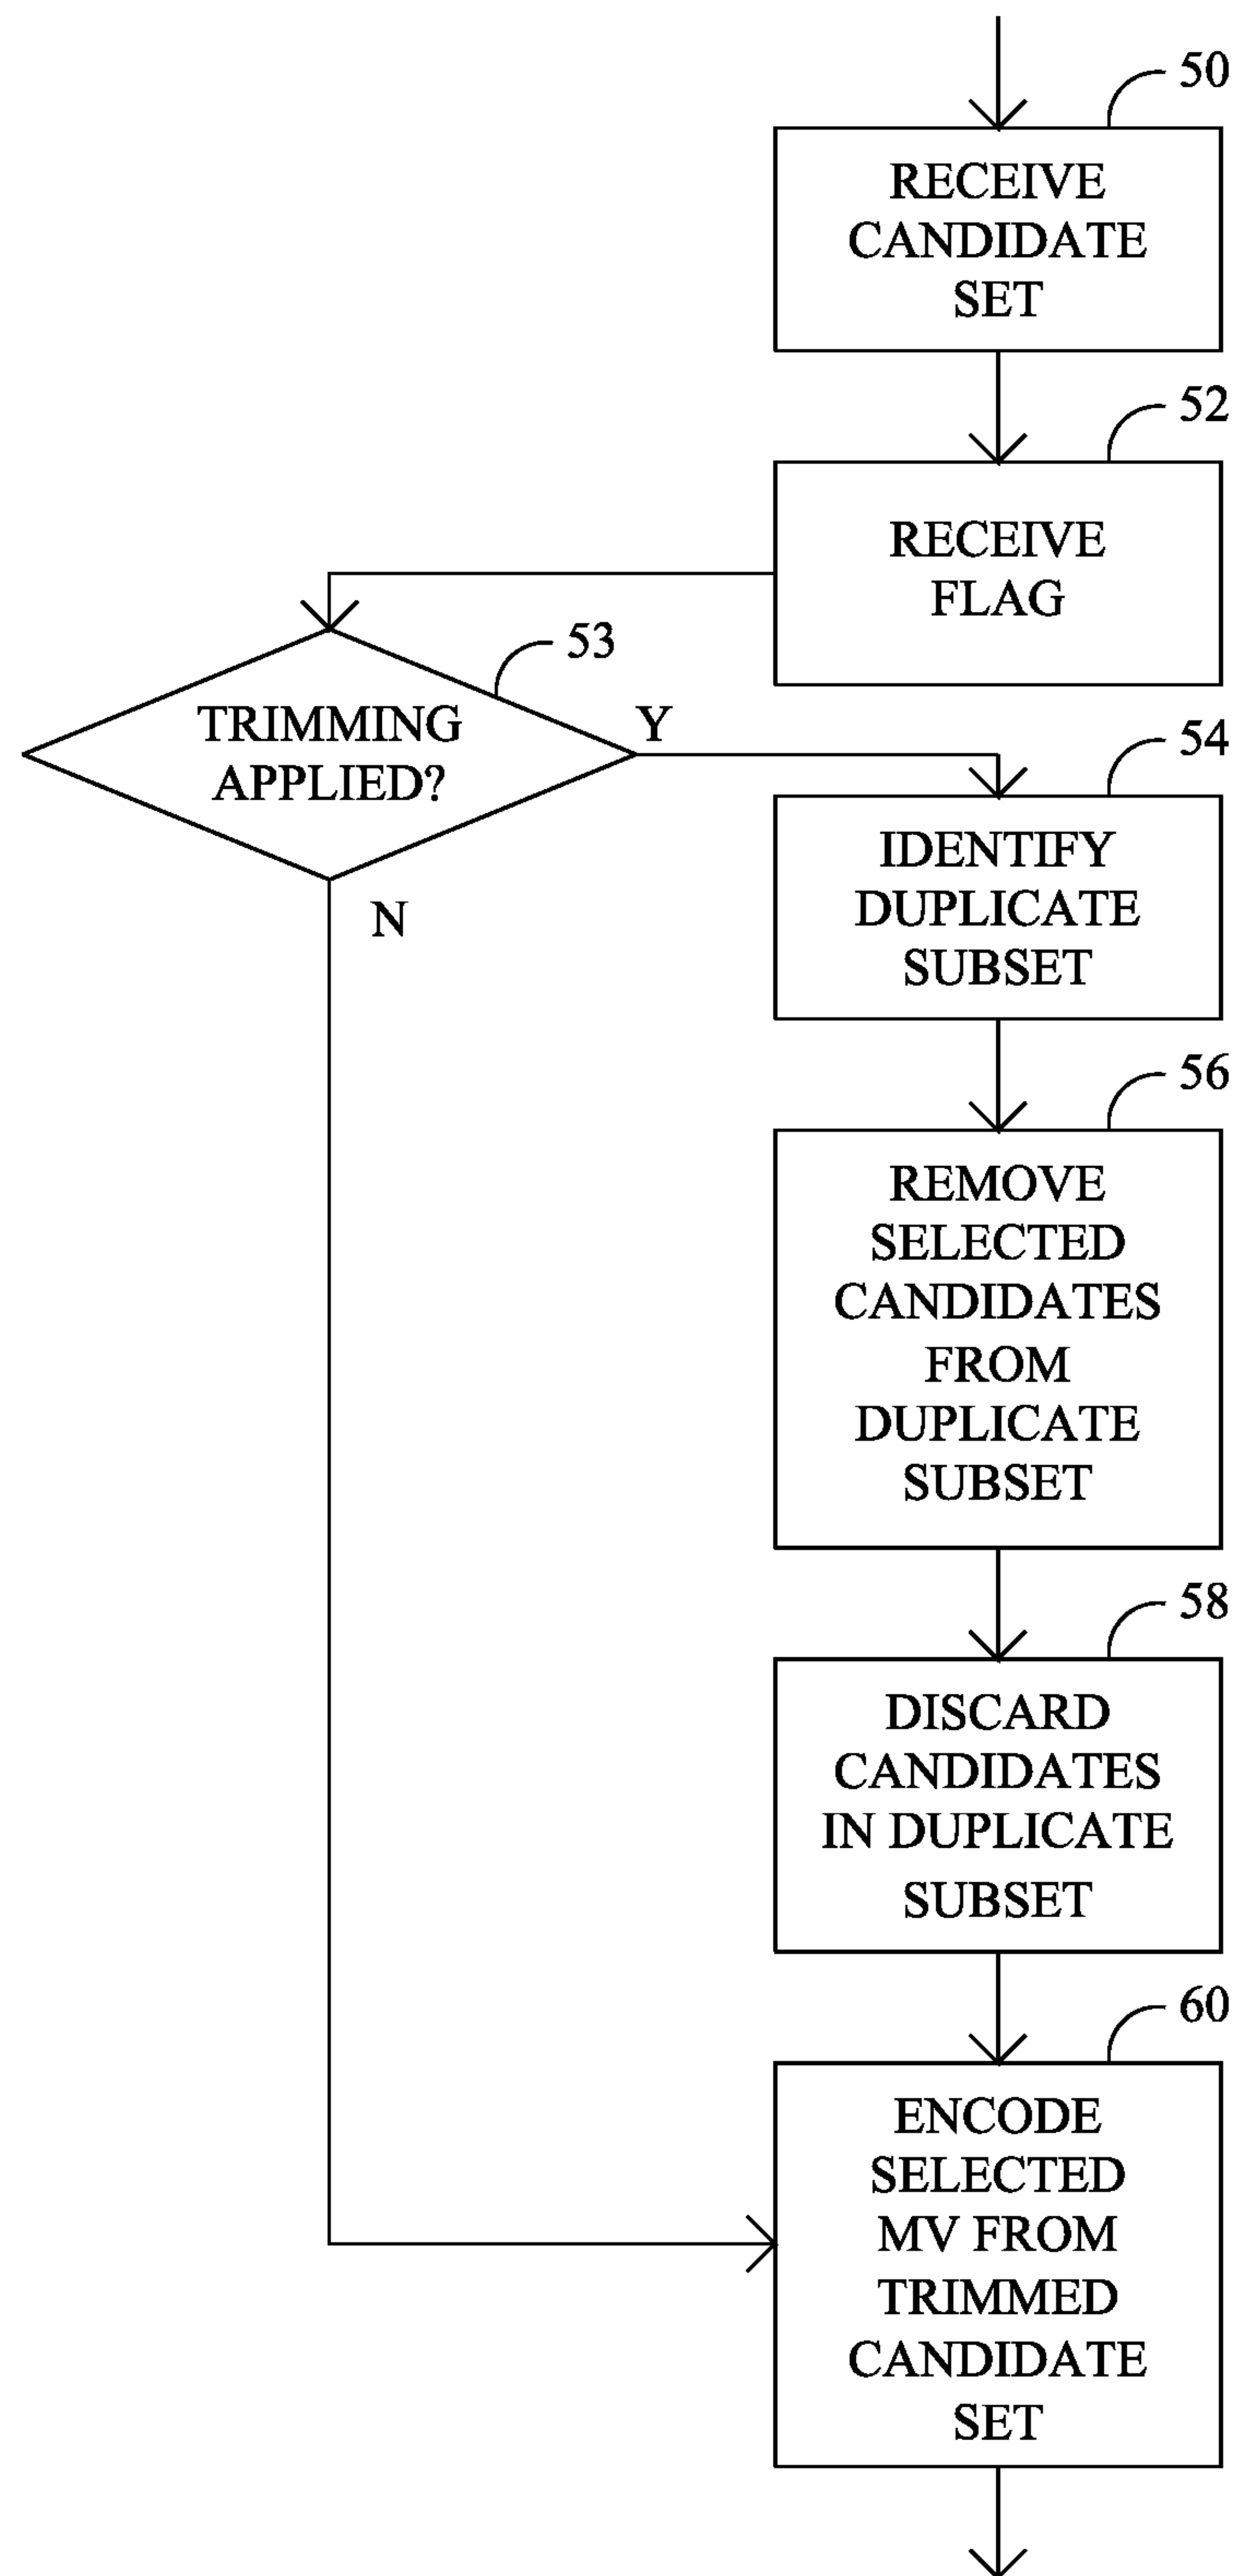 50
RECEIVE
CANDIDATE
SET
52
RECEIVE
FLAG
53
TRIMMING
APPLIED?
Y
N
54
IDENTIFY
DUPLICATE
SUBSET
56
REMOVE
SELECTED
CANDIDATES
FROM
DUPLICATE
SUBSET
58
DISCARD
CANDIDATES
IN DUPLICATE
SUBSET
60
ENCODE
SELECTED
MV FROM
TRIMMED
CANDIDATE
SET